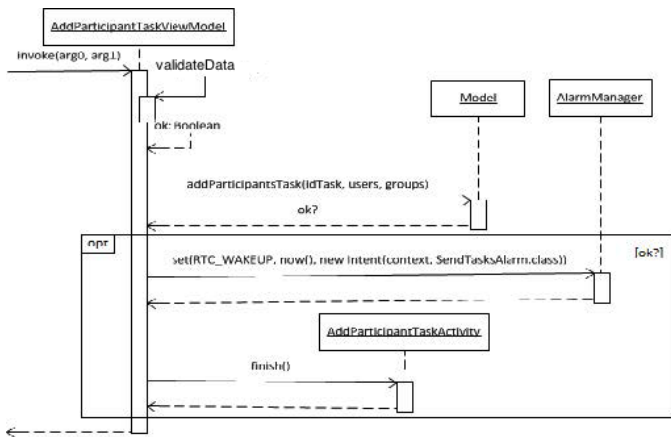 AddParticipantTaskViewModel
invoke(arg0, arg1)
validateData
Model
AlarmManager
ok: Boolean
addParticipantsTask(idTask, users, groups)
ok?
opt
[ok?]
set(RTC_WAKEUP, now(), new Intent(context, SendTasksAlarm.class))
AddParticipantTaskActivity
finish()